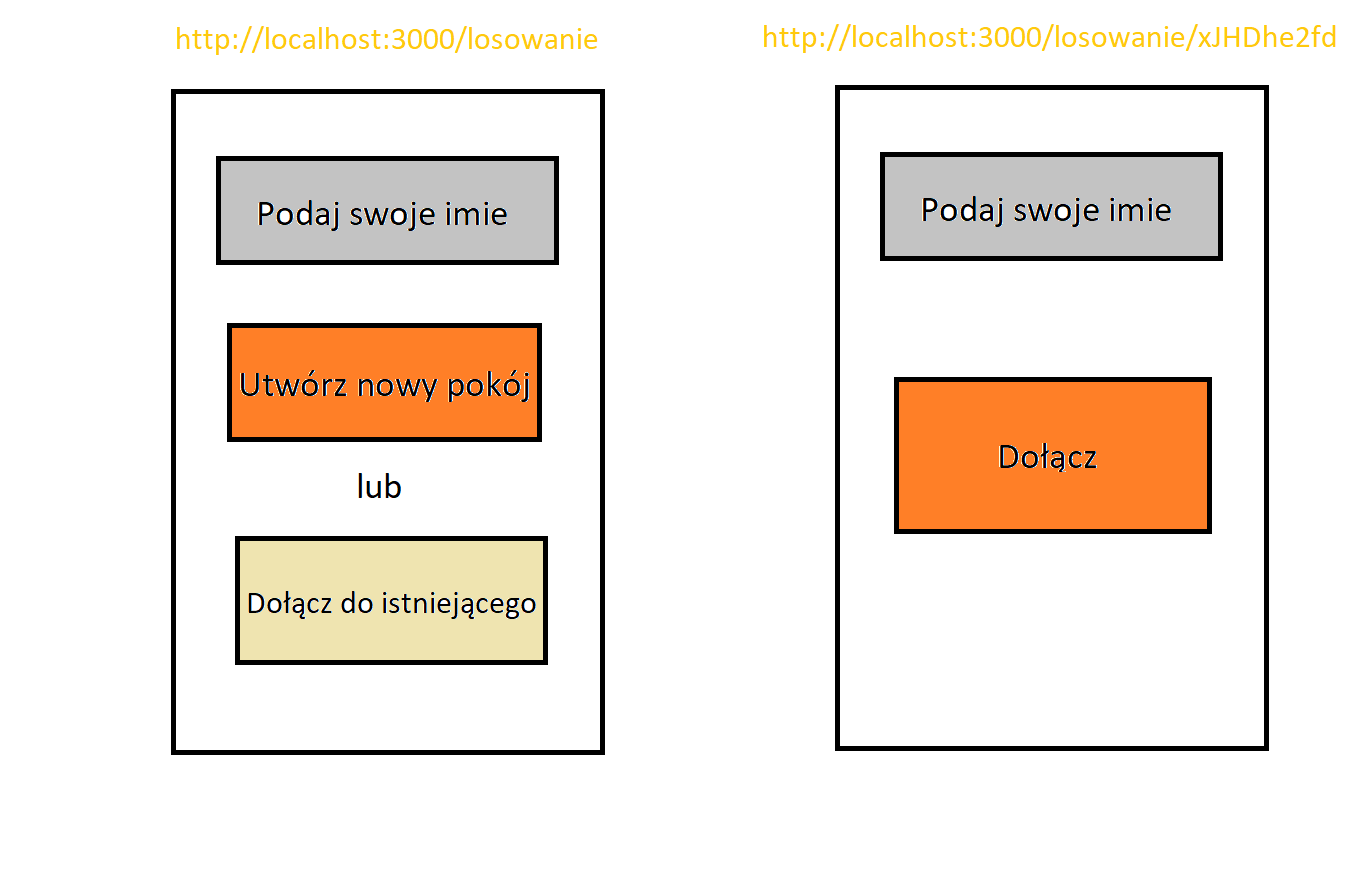 http://localhost:3000/losowanie
Podaj swoje imie
Utwórz nowy pokój
lub
Dołącz do istniejącego
http://localhost:3000/losowanie/xJHDhe2fd
Podaj swoje imie
Dołącz